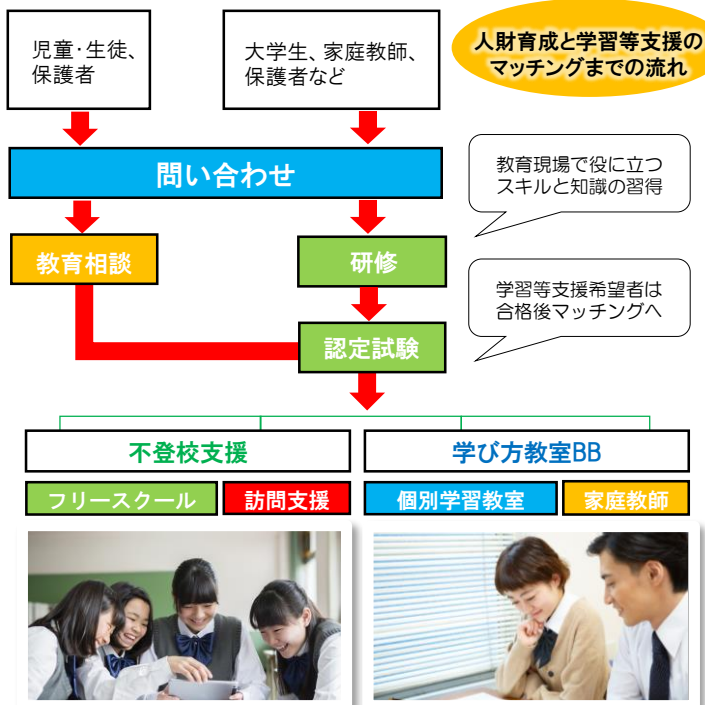 児童・生徒、
保護者
大学生、家庭教師、
保護者など
人財育成と学習等支援の
マッチングまでの流れ
問い合わせ
教育現場で役に立つ
スキルと知識の習得
教育相談
研修
学習等支援希望者は
合格後マッチングへ
認定試験
不登校支援
学び方教室BB
フリースクール
訪問支援
個別学習教室
家庭教師